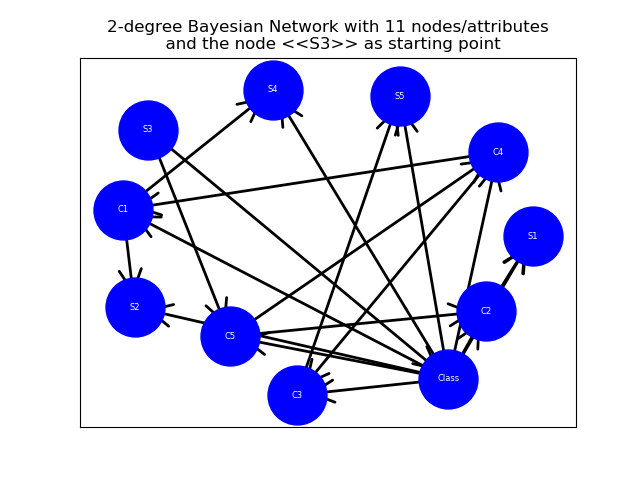 2-degree Bayesian Network with 11 nodes/attributes
and the node <<S3>> as starting point
S4
S5
S3
C4
C1
S1
S2
C2
C5
Class
C3